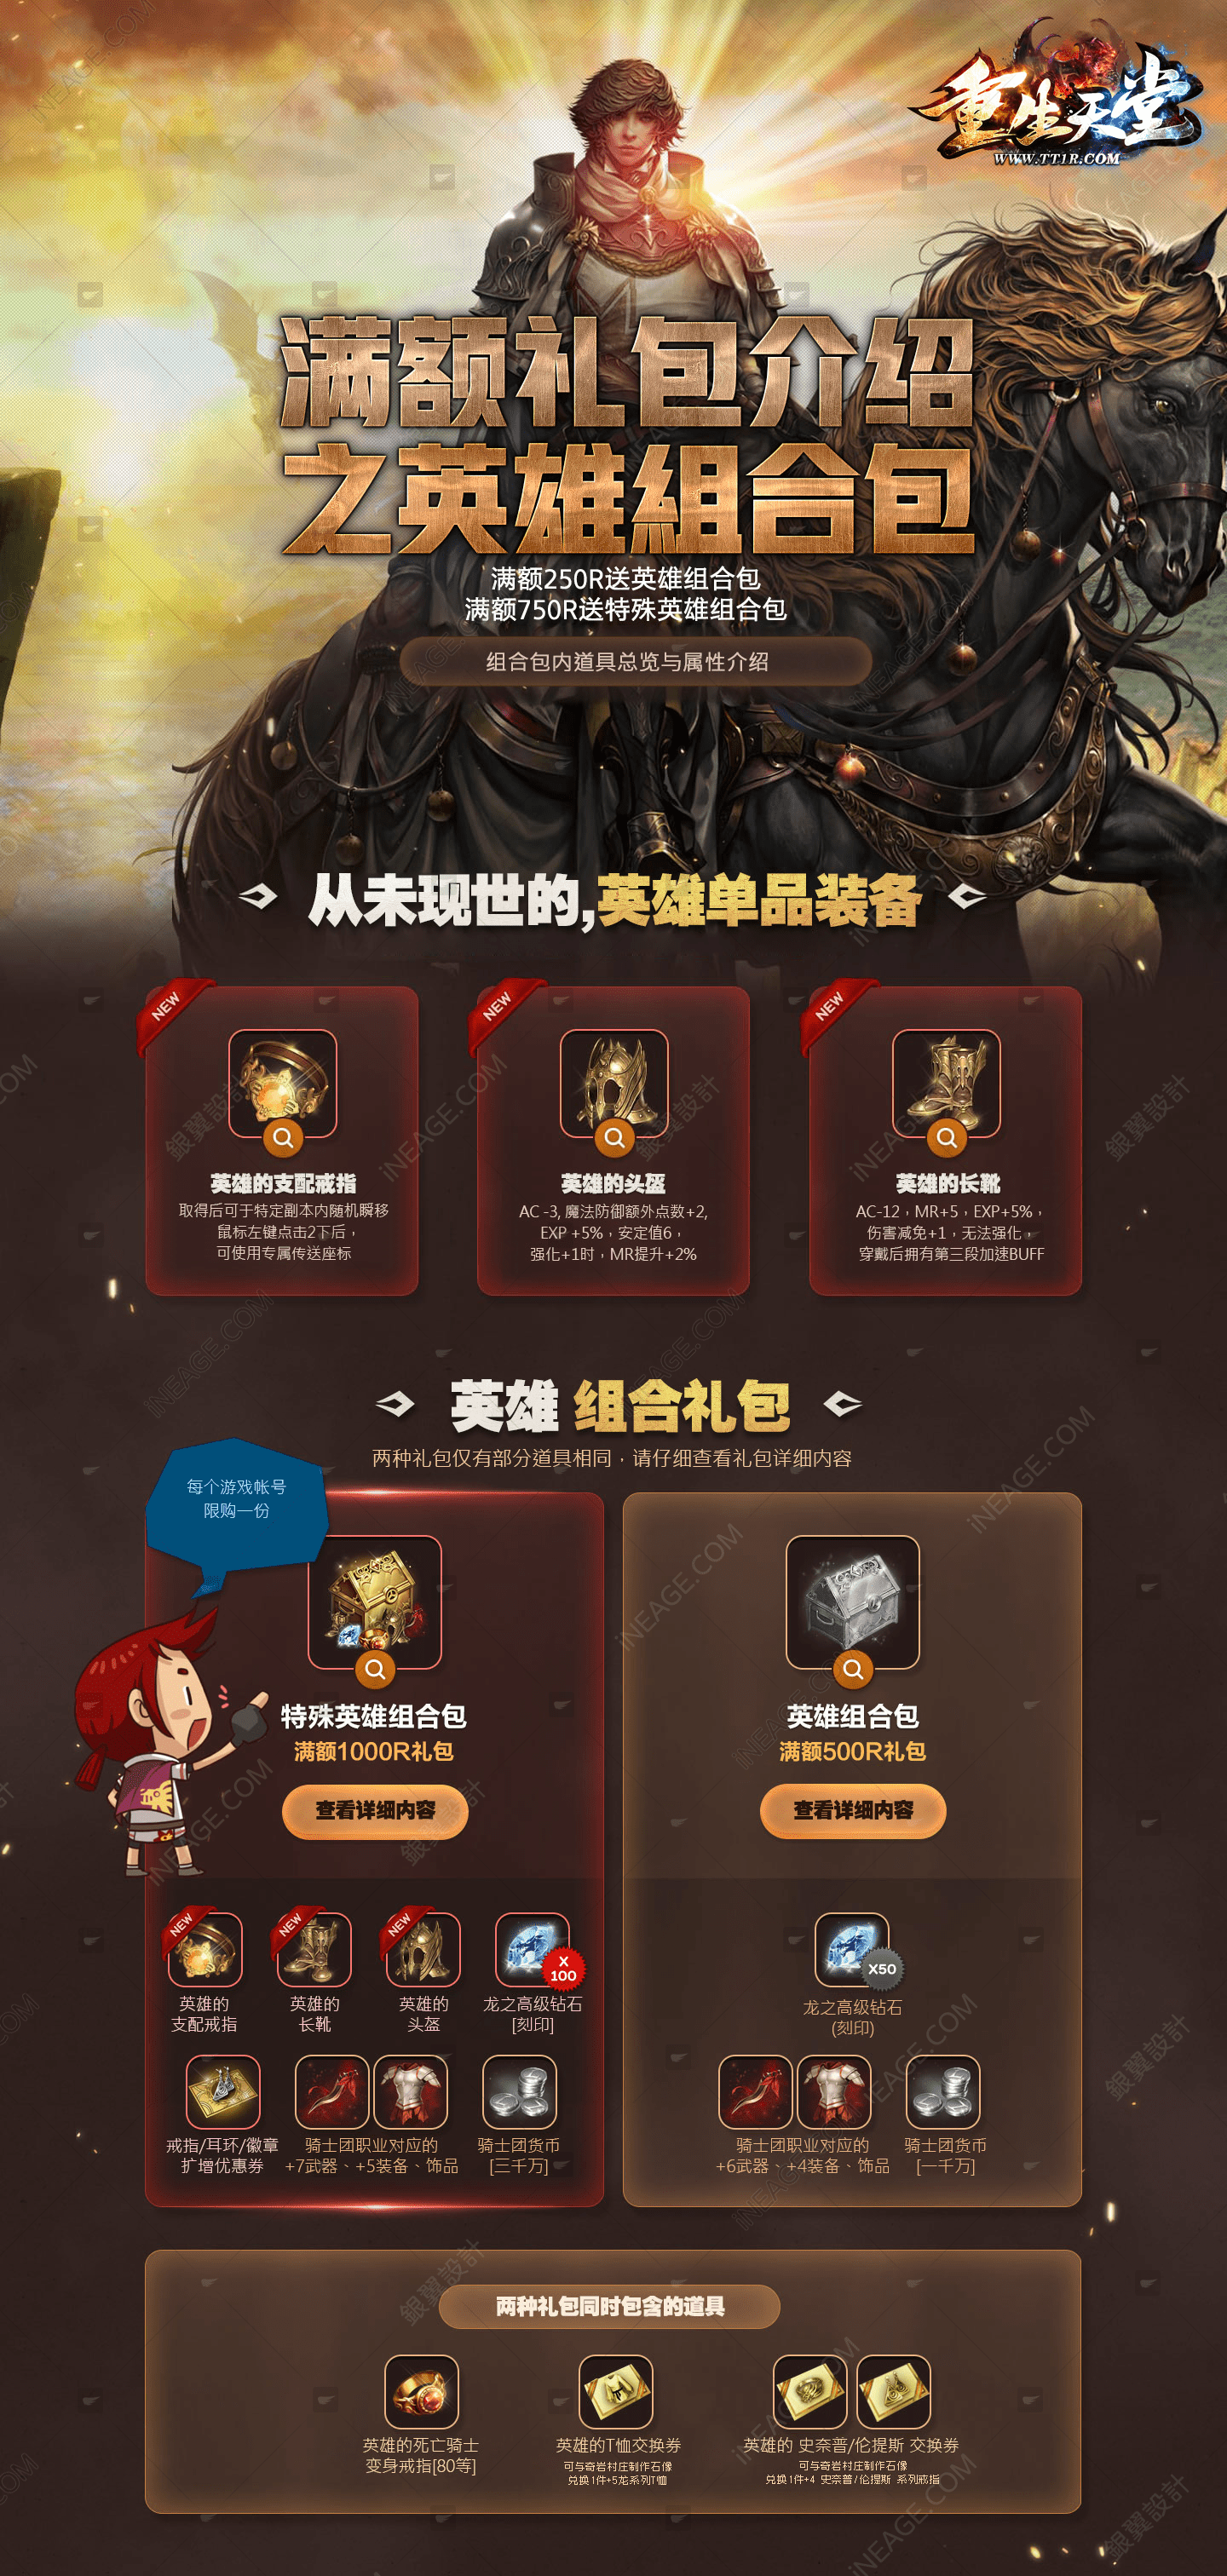 重生天堂
WWW.TT1R.COM
满额礼包介绍
之英雄組合包
满额250R送英雄组合包
满额750R送特殊英雄组合包
组合包内道具总览与属性介绍
从未现世的,英雄单品装备
NEW
英雄的支配戒指
取得后可于特定副本内随机瞬移
鼠标左键点击2下后，
可使用专属传送座标
NEW
英雄的头盔
AC -3, 魔法防御额外点数+2,
EXP +5%，安定值6，
强化+1时，MR提升+2%
NEW
英雄的长靴
AC-12，MR+5，EXP+5%，
伤害减免+1，无法强化，
穿戴后拥有第三段加速BUFF
英雄 组合礼包
两种礼包仅有部分道具相同，请仔细查看礼包详细内容
每个游戏帐号
限购一份
特殊英雄组合包
满额1000R礼包
查看详细内容
NEW
英雄的
支配戒指
NEW
英雄的
长靴
NEW
英雄的
头盔
X
100
龙之高级钻石
[刻印]
戒指/耳环/徽章
扩增优惠券
骑士团职业对应的
+7武器、+5装备、饰品
骑士团货币
[三千万]
英雄组合包
满额500R礼包
查看详细内容
X50
龙之高级钻石
(刻印)
骑士团职业对应的
+6武器、+4装备、饰品
骑士团货币
[一千万]
两种礼包同时包含的道具
英雄的死亡骑士
变身戒指[80等]
英雄的T恤交换券
可与奇岩村庄制作石像
兑换1件+5龙系列T恤
英雄的 史奈普/伦提斯 交换券
可与奇岩村庄制作石像
兑换1件+4 史奈普/伦提斯 系列戒指
iNEAGE.COM
銀翼設計